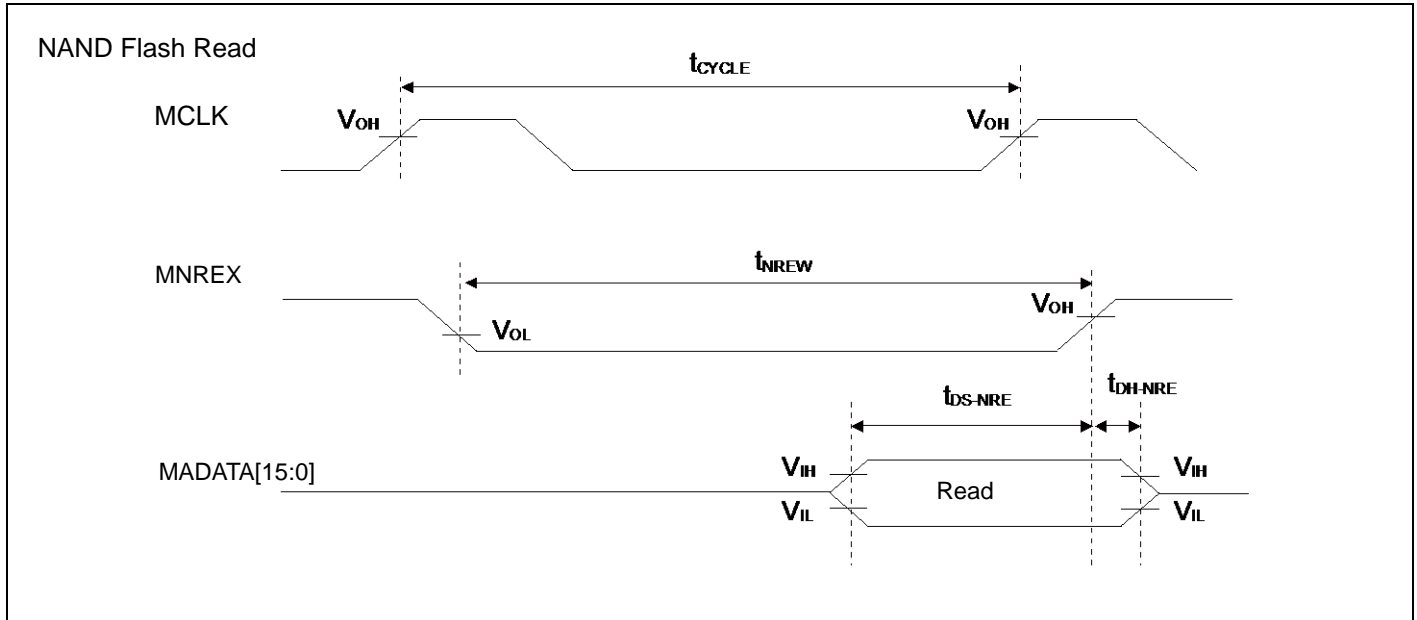 NAND Flash Read
tCYCLE
MCLK
VOH
VOH
tNREW
MNREX
VOH
VOL
tDS-NRE
tDH-NRE
MADATA[15:0]
VIH
Read
VIH
VIL
VIL